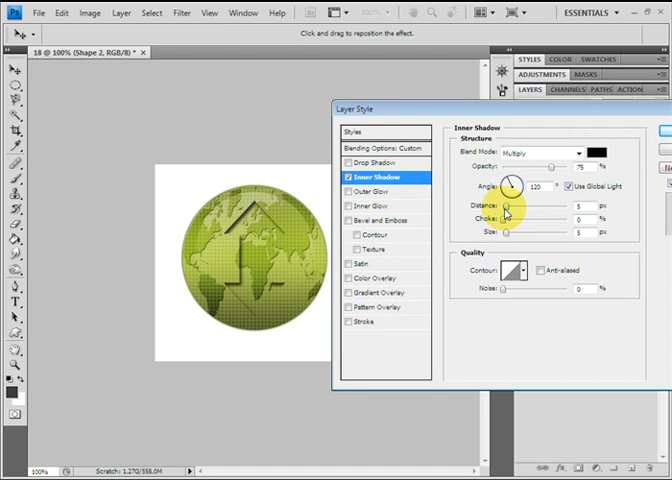 Ps File Edit Image Layer Select Filter View Window Help 100% ESSENTIALS
Click and drag to reposition the effect.
18 @ 100% (Shape 2, RGB/8) *
STYLES COLOR SWATCHES
ADJUSTMENTS MASKS
LAYERS CHANNELS PATHS ACTION
Layer Style
Styles
Blending Options: Custom
Drop Shadow
Inner Shadow
Outer Glow
Inner Glow
Bevel and Emboss
Contour
Texture
Satin
Color Overlay
Gradient Overlay
Pattern Overlay
Stroke
Inner Shadow
Structure
Blend Mode: Multiply
Opacity: 75 %
Angle: 120 ° Use Global Light
Distance: 5 px
Choke: 0 %
Size: 5 px
Quality
Contour: Anti-aliased
Noise: 0 %
100% Scratch: 1,27G/558,0M